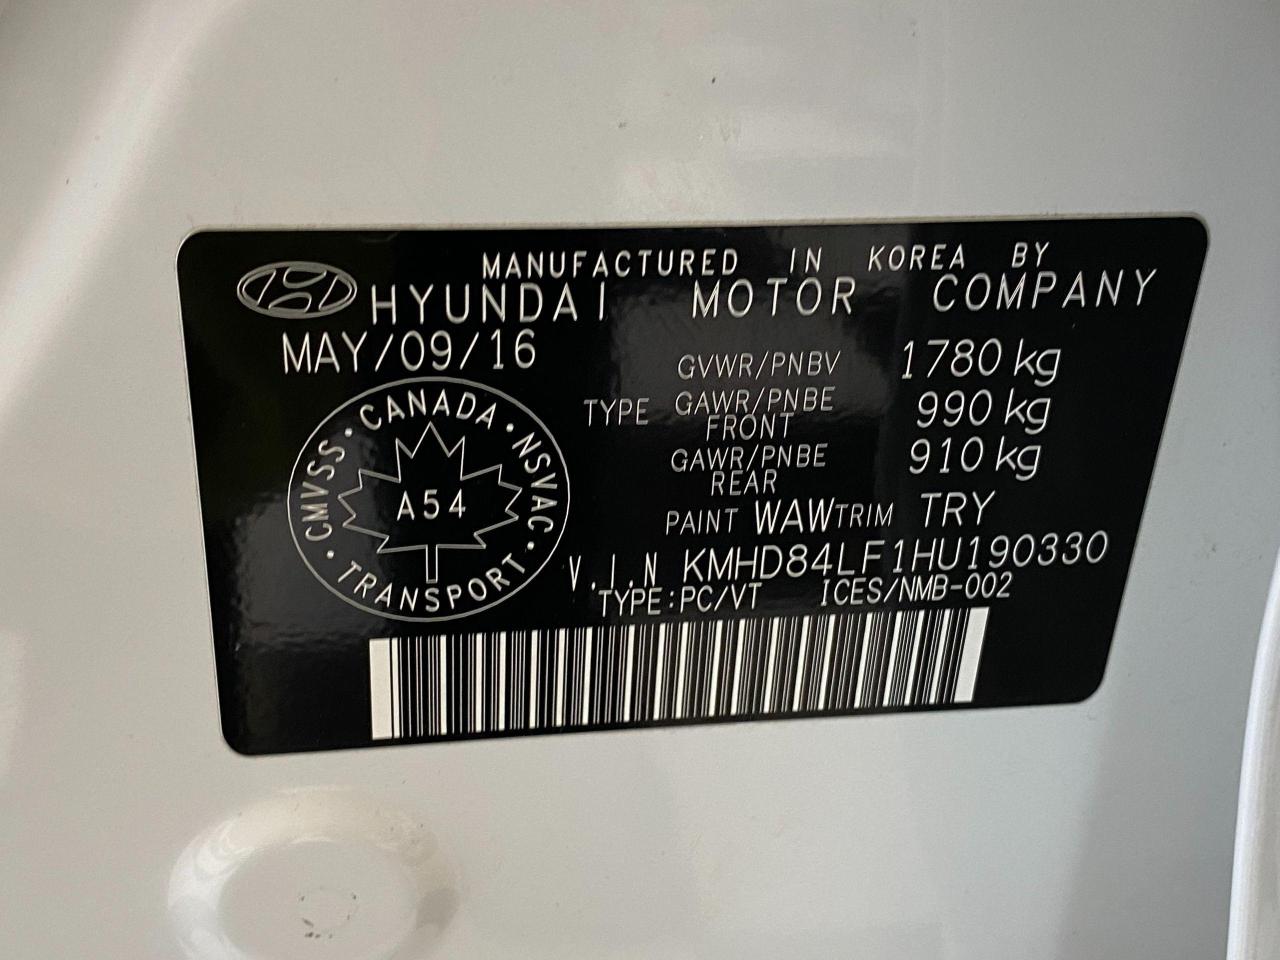 MANUFACTURED IN KOREA BY
HYUNDAI MOTOR COMPANY
MAY/09/16
GVWR/PNBV 1780 kg
TYPE GAWR/PNBE FRONT 990 kg
GAWR/PNBE REAR 910 kg
PAINT WAW TRIM TRY
V.I.N KMHD84LF1HU190330
TYPE:PC/VT ICES/NMB-002
CMVSS · CANADA · NSVAC · TRANSPORT ·
A54